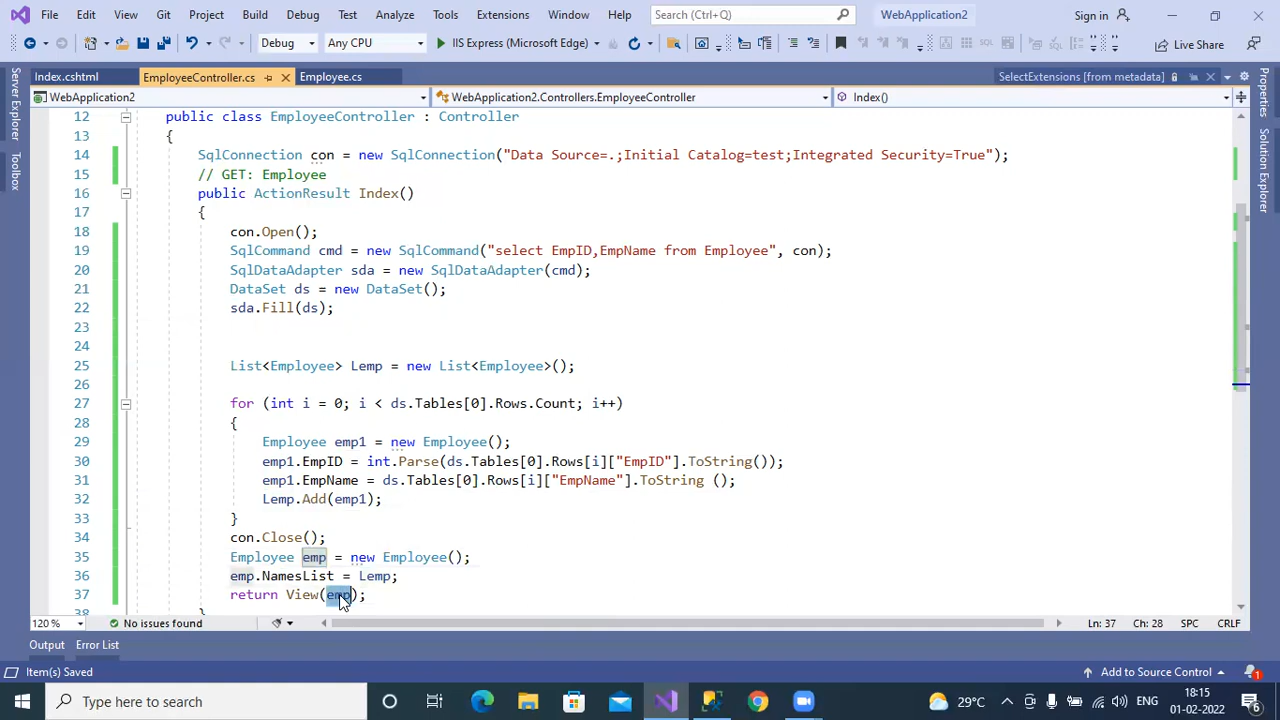 File Edit View Git Project Build Debug Test Analyze Tools Extensions Window Help Search (Ctrl+Q) WebApplication2 Sign in
Debug Any CPU IIS Express (Microsoft Edge) Live Share
Index.cshtml EmployeeController.cs Employee.cs SelectExtensions [from metadata]
WebApplication2 WebApplication2.Controllers.EmployeeController Index()
Server Explorer
Toolbox
Properties
Solution Explorer
12 public class EmployeeController : Controller
13 {
14 SqlConnection con = new SqlConnection("Data Source=.;Initial Catalog=test;Integrated Security=True");
15 // GET: Employee
16 public ActionResult Index()
17 {
18 con.Open();
19 SqlCommand cmd = new SqlCommand("select EmpID,EmpName from Employee", con);
20 SqlDataAdapter sda = new SqlDataAdapter(cmd);
21 DataSet ds = new DataSet();
22 sda.Fill(ds);
23
24
25 List<Employee> Lemp = new List<Employee>();
26
27 for (int i = 0; i < ds.Tables[0].Rows.Count; i++)
28 {
29 Employee emp1 = new Employee();
30 emp1.EmpID = int.Parse(ds.Tables[0].Rows[i]["EmpID"].ToString());
31 emp1.EmpName = ds.Tables[0].Rows[i]["EmpName"].ToString ();
32 Lemp.Add(emp1);
33 }
34 con.Close();
35 Employee emp = new Employee();
36 emp.NamesList = Lemp;
37 return View(emp);
38 }
120 % No issues found Ln: 37 Ch: 28 SPC CRLF
Output Error List
Item(s) Saved Add to Source Control 1
Type here to search 29°C ENG 18:15
01-02-2022 6